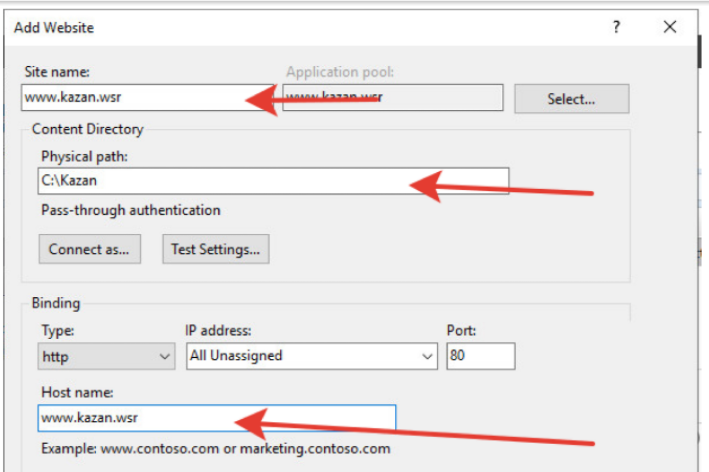 Add Website ? X
Site name: Application pool:
www.kazan.wsr www.kazan.wsr Select...
Content Directory
Physical path:
C:\Kazan
Pass-through authentication
Connect as... Test Settings...
Binding
Type: IP address: Port:
http All Unassigned 80
Host name:
www.kazan.wsr
Example: www.contoso.com or marketing.contoso.com